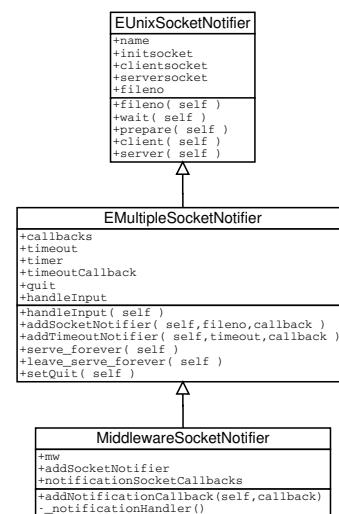 EUnixSocketNotifier
+name
+initsocket
+clientsocket
+serversocket
+fileno
+fileno( self )
+wait( self )
+prepare( self )
+client( self )
+server( self )
EMultipleSocketNotifier
+callbacks
+timeout
+timer
+timeoutCallback
+quit
+handleInput
+handleInput( self )
+addSocketNotifier( self,fileno,callback )
+addTimeoutNotifier( self,timeout,callback )
+serve_forever( self )
+leave_serve_forever( self )
+setQuit( self )
MiddlewareSocketNotifier
+mw
+addSocketNotifier
+notificationSocketCallbacks
+addNotificationCallback(self,callback)
-_notificationHandler()